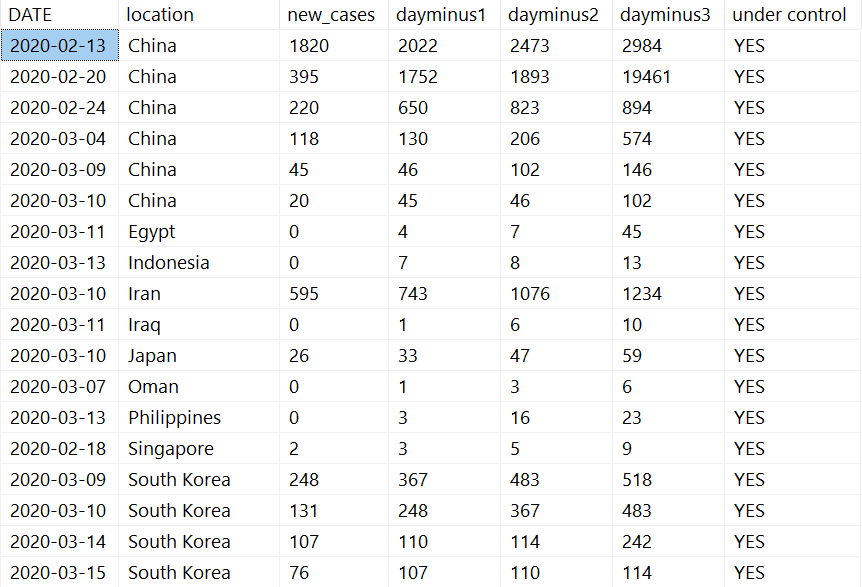 DATE location new_cases dayminus1 dayminus2 dayminus3 under control
2020-02-13 China 1820 2022 2473 2984 YES
2020-02-20 China 395 1752 1893 19461 YES
2020-02-24 China 220 650 823 894 YES
2020-03-04 China 118 130 206 574 YES
2020-03-09 China 45 46 102 146 YES
2020-03-10 China 20 45 46 102 YES
2020-03-11 Egypt 0 4 7 45 YES
2020-03-13 Indonesia 0 7 8 13 YES
2020-03-10 Iran 595 743 1076 1234 YES
2020-03-11 Iraq 0 1 6 10 YES
2020-03-10 Japan 26 33 47 59 YES
2020-03-07 Oman 0 1 3 6 YES
2020-03-13 Philippines 0 3 16 23 YES
2020-02-18 Singapore 2 3 5 9 YES
2020-03-09 South Korea 248 367 483 518 YES
2020-03-10 South Korea 131 248 367 483 YES
2020-03-14 South Korea 107 110 114 242 YES
2020-03-15 South Korea 76 107 110 114 YES